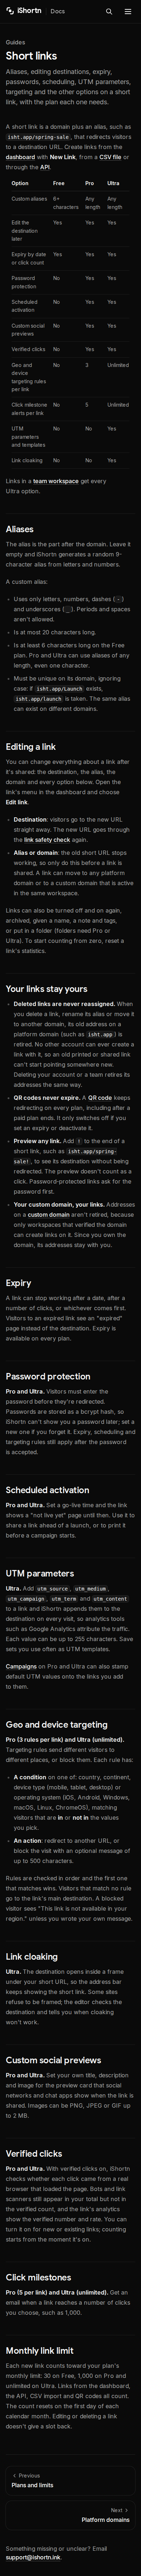 iShortn | Docs
Guides
Short links
Aliases, editing destinations, expiry,
passwords, scheduling, UTM parameters,
targeting and the other options on a short
link, with the plan each one needs.
A short link is a domain plus an alias, such as
isht.app/spring-sale, that redirects visitors
to a destination URL. Create links from the
dashboard with New Link, from a CSV file or
through the API.
Option Free Pro Ultra
Custom aliases 6+ characters Any length Any length
Edit the destination later Yes Yes Yes
Expiry by date or click count Yes Yes Yes
Password protection No Yes Yes
Scheduled activation No Yes Yes
Custom social previews No Yes Yes
Verified clicks No Yes Yes
Geo and device targeting rules per link No 3 Unlimited
Click milestone alerts per link No 5 Unlimited
UTM parameters and templates No No Yes
Link cloaking No No Yes
Links in a team workspace get every
Ultra option.
Aliases
The alias is the part after the domain. Leave it
empty and iShortn generates a random 9-
character alias from letters and numbers.
A custom alias:
• Uses only letters, numbers, dashes (-)
and underscores (_). Periods and spaces
aren't allowed.
• Is at most 20 characters long.
• Is at least 6 characters long on the Free
plan. Pro and Ultra can use aliases of any
length, even one character.
• Must be unique on its domain, ignoring
case: if isht.app/Launch exists,
isht.app/launch is taken. The same alias
can exist on different domains.
Editing a link
You can change everything about a link after
it's shared: the destination, the alias, the
domain and every option below. Open the
link's menu in the dashboard and choose
Edit link.
• Destination: visitors go to the new URL
straight away. The new URL goes through
the link safety check again.
• Alias or domain: the old short URL stops
working, so only do this before a link is
shared. A link can move to any platform
domain or to a custom domain that is active
in the same workspace.
Links can also be turned off and on again,
archived, given a name, a note and tags,
or put in a folder (folders need Pro or
Ultra). To start counting from zero, reset a
link's statistics.
Your links stay yours
• Deleted links are never reassigned. When
you delete a link, rename its alias or move it
to another domain, its old address on a
platform domain (such as isht.app) is
retired. No other account can ever create a
link with it, so an old printed or shared link
can't start pointing somewhere else.
Deleting your account or a team retires its
addresses the same way.
• QR codes never expire. A QR code keeps
redirecting on every plan, including after a
paid plan ends. It only switches off if you
set an expiry or deactivate it.
• Preview any link. Add ! to the end of a
short link, such as isht.app/spring-
sale!, to see its destination without being
redirected. The preview doesn't count as a
click. Password-protected links ask for the
password first.
• Your custom domain, your links. Addresses
on a custom domain aren't retired, because
only workspaces that verified the domain
can create links on it. Since you own the
domain, its addresses stay with you.
Expiry
A link can stop working after a date, after a
number of clicks, or whichever comes first.
Visitors to an expired link see an "expired"
page instead of the destination. Expiry is
available on every plan.
Password protection
Pro and Ultra. Visitors must enter the
password before they're redirected.
Passwords are stored as a bcrypt hash, so
iShortn can't show you a password later; set a
new one if you forget it. Expiry, scheduling and
targeting rules still apply after the password
is accepted.
Scheduled activation
Pro and Ultra. Set a go-live time and the link
shows a "not live yet" page until then. Use it to
share a link ahead of a launch, or to print it
before a campaign starts.
UTM parameters
Ultra. Add utm_source, utm_medium,
utm_campaign, utm_term and utm_content
to a link and iShortn appends them to the
destination on every visit, so analytics tools
such as Google Analytics attribute the traffic.
Each value can be up to 255 characters. Save
sets you use often as UTM templates.
Campaigns on Pro and Ultra can also stamp
default UTM values onto the links you add
to them.
Geo and device targeting
Pro (3 rules per link) and Ultra (unlimited).
Targeting rules send different visitors to
different places, or block them. Each rule has:
• A condition on one of: country, continent,
device type (mobile, tablet, desktop) or
operating system (iOS, Android, Windows,
macOS, Linux, ChromeOS), matching
visitors that are in or not in the values
you pick.
• An action: redirect to another URL, or
block the visit with an optional message of
up to 500 characters.
Rules are checked in order and the first one
that matches wins. Visitors that match no rule
go to the link's main destination. A blocked
visitor sees "This link is not available in your
region." unless you wrote your own message.
Link cloaking
Ultra. The destination opens inside a frame
under your short URL, so the address bar
keeps showing the short link. Some sites
refuse to be framed; the editor checks the
destination and tells you when cloaking
won't work.
Custom social previews
Pro and Ultra. Set your own title, description
and image for the preview card that social
networks and chat apps show when the link is
shared. Images can be PNG, JPEG or GIF up
to 2 MB.
Verified clicks
Pro and Ultra. With verified clicks on, iShortn
checks whether each click came from a real
browser that loaded the page. Bots and link
scanners still appear in your total but not in
the verified count, and the link's analytics
show the verified number and rate. You can
turn it on for new or existing links; counting
starts from the moment it's on.
Click milestones
Pro (5 per link) and Ultra (unlimited). Get an
email when a link reaches a number of clicks
you choose, such as 1,000.
Monthly link limit
Each new link counts toward your plan's
monthly limit: 30 on Free, 1,000 on Pro and
unlimited on Ultra. Links from the dashboard,
the API, CSV import and QR codes all count.
The count resets on the first day of each
calendar month. Editing or deleting a link
doesn't give a slot back.
Previous
Plans and limits
Next
Platform domains
Something missing or unclear? Email
support@ishortn.ink.